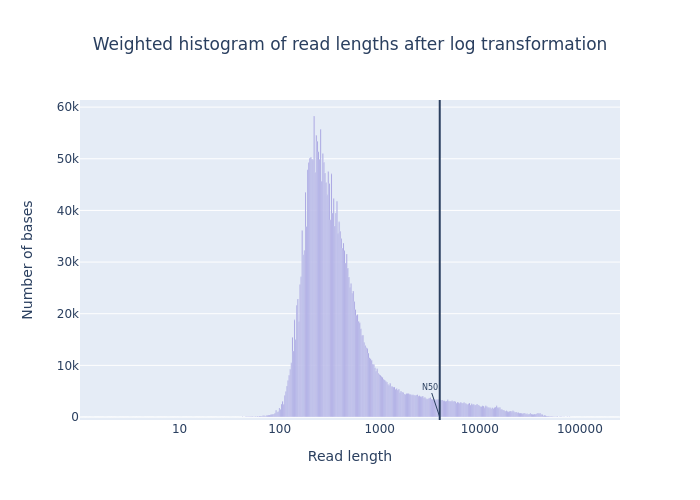 Weighted histogram of read lengths after log transformation
60k
50k
40k
30k
20k
10k
0
Number of bases
N50
10
100
1000
10000
100000
Read length